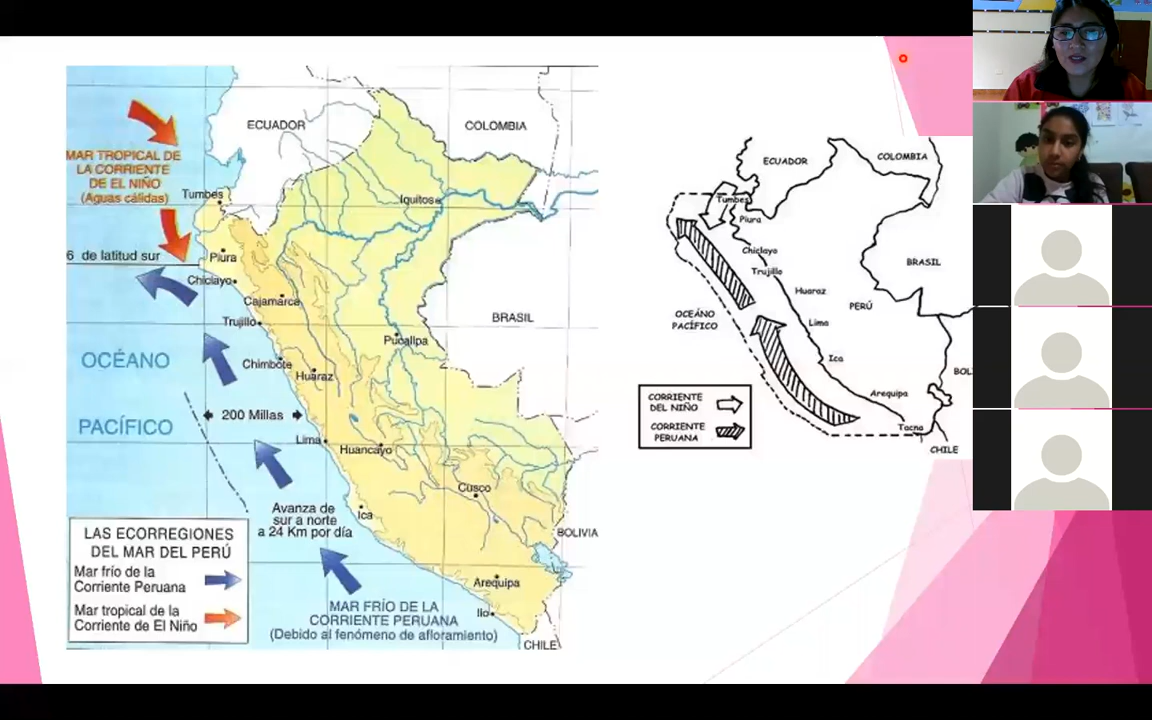 ECUADOR
COLOMBIA
MAR TROPICAL DE
LA CORRIENTE
DE EL NIÑO
(Aguas cálidas)
Tumbes
Iquitos
6 de latitud sur
Piura
Chiclayo
Cajamarca
Trujillo
BRASIL
Pucallpa
OCÉANO
Chimbote
Huaraz
200 Millas
PACÍFICO
Lima
Huancayo
Cusco
Avanza de
sur a norte
a 24 Km por día
Ica
BOLIVIA
LAS ECORREGIONES
DEL MAR DEL PERÚ
Mar frío de la
Corriente Peruana
Mar tropical de la
Corriente de El Niño
Arequipa
Ilo
MAR FRÍO DE LA
CORRIENTE PERUANA
(Debido al fenómeno de afloramiento)
CHILE
ECUADOR
COLOMBIA
Tumbes
Piura
Chiclayo
Trujillo
BRASIL
Huaraz
PERÚ
OCEÁNO
PACÍFICO
Lima
Ica
BOL
Arequipa
CORRIENTE
DEL NIÑO
CORRIENTE
PERUANA
Tacna
CHILE